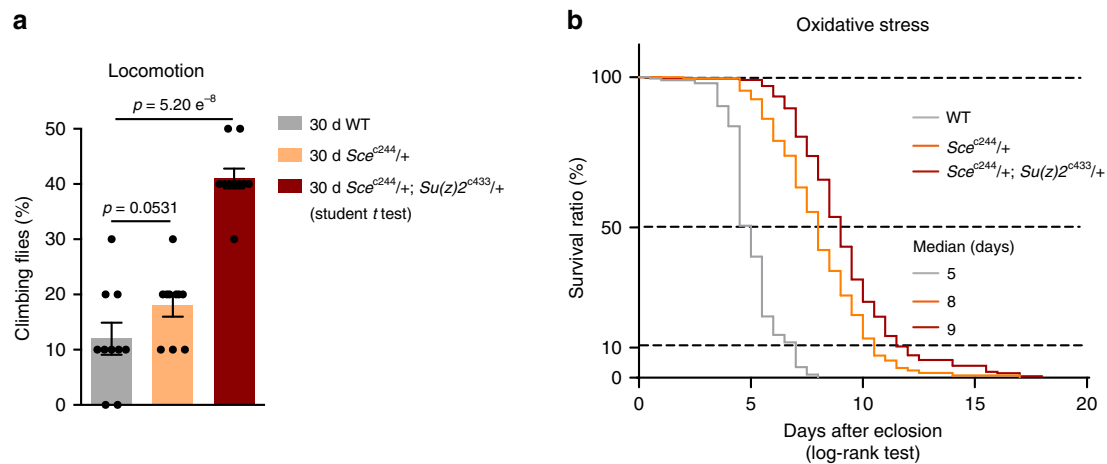 a
Locomotion
p = 5.20 e–8
p = 0.0531
Climbing flies (%)
50
40
30
20
10
0
30 d WT
30 d Scec244/+
30 d Scec244/+; Su(z)2c433/+
(student t test)
b
Oxidative stress
Survival ratio (%)
100
50
10
0
0 5 10 15 20
Days after eclosion
(log-rank test)
WT
Scec244/+
Scec244/+; Su(z)2c433/+
Median (days)
5
8
9